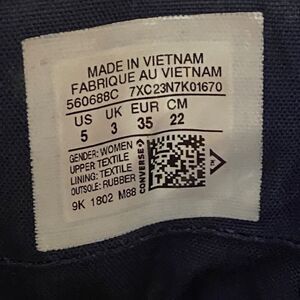 MADE IN VIETNAM
FABRIQUE AU VIETNAM
560688C 7XC23N7K01670
US UK EUR CM
5 3 35 22
GENDER: WOMEN
UPPER: TEXTILE
LINING: TEXTILE
OUTSOLE: RUBBER
9K 1802 M88
CONVERSE